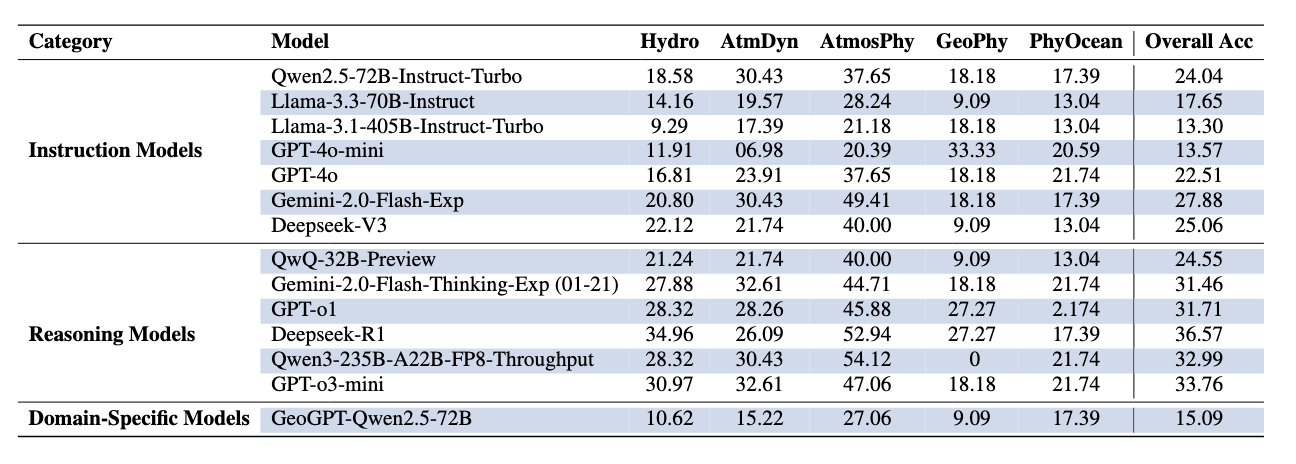 Category Model Hydro AtmDyn AtmosPhy GeoPhy PhyOcean Overall Acc
Qwen2.5-72B-Instruct-Turbo 18.58 30.43 37.65 18.18 17.39 24.04
Llama-3.3-70B-Instruct 14.16 19.57 28.24 9.09 13.04 17.65
Llama-3.1-405B-Instruct-Turbo 9.29 17.39 21.18 18.18 13.04 13.30
Instruction Models GPT-4o-mini 11.91 06.98 20.39 33.33 20.59 13.57
GPT-4o 16.81 23.91 37.65 18.18 21.74 22.51
Gemini-2.0-Flash-Exp 20.80 30.43 49.41 18.18 17.39 27.88
Deepseek-V3 22.12 21.74 40.00 9.09 13.04 25.06
QwQ-32B-Preview 21.24 21.74 40.00 9.09 13.04 24.55
Gemini-2.0-Flash-Thinking-Exp (01-21) 27.88 32.61 44.71 18.18 21.74 31.46
GPT-o1 28.32 28.26 45.88 27.27 2.174 31.71
Reasoning Models Deepseek-R1 34.96 26.09 52.94 27.27 17.39 36.57
Qwen3-235B-A22B-FP8-Throughput 28.32 30.43 54.12 0 21.74 32.99
GPT-o3-mini 30.97 32.61 47.06 18.18 21.74 33.76
Domain-Specific Models GeoGPT-Qwen2.5-72B 10.62 15.22 27.06 9.09 17.39 15.09